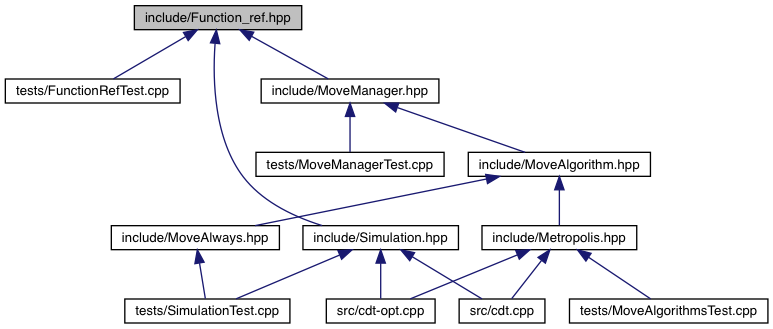 include/Function_ref.hpp
tests/FunctionRefTest.cpp
include/MoveManager.hpp
tests/MoveManagerTest.cpp
include/MoveAlgorithm.hpp
include/MoveAlways.hpp
include/Simulation.hpp
include/Metropolis.hpp
tests/SimulationTest.cpp
src/cdt-opt.cpp
src/cdt.cpp
tests/MoveAlgorithmsTest.cpp